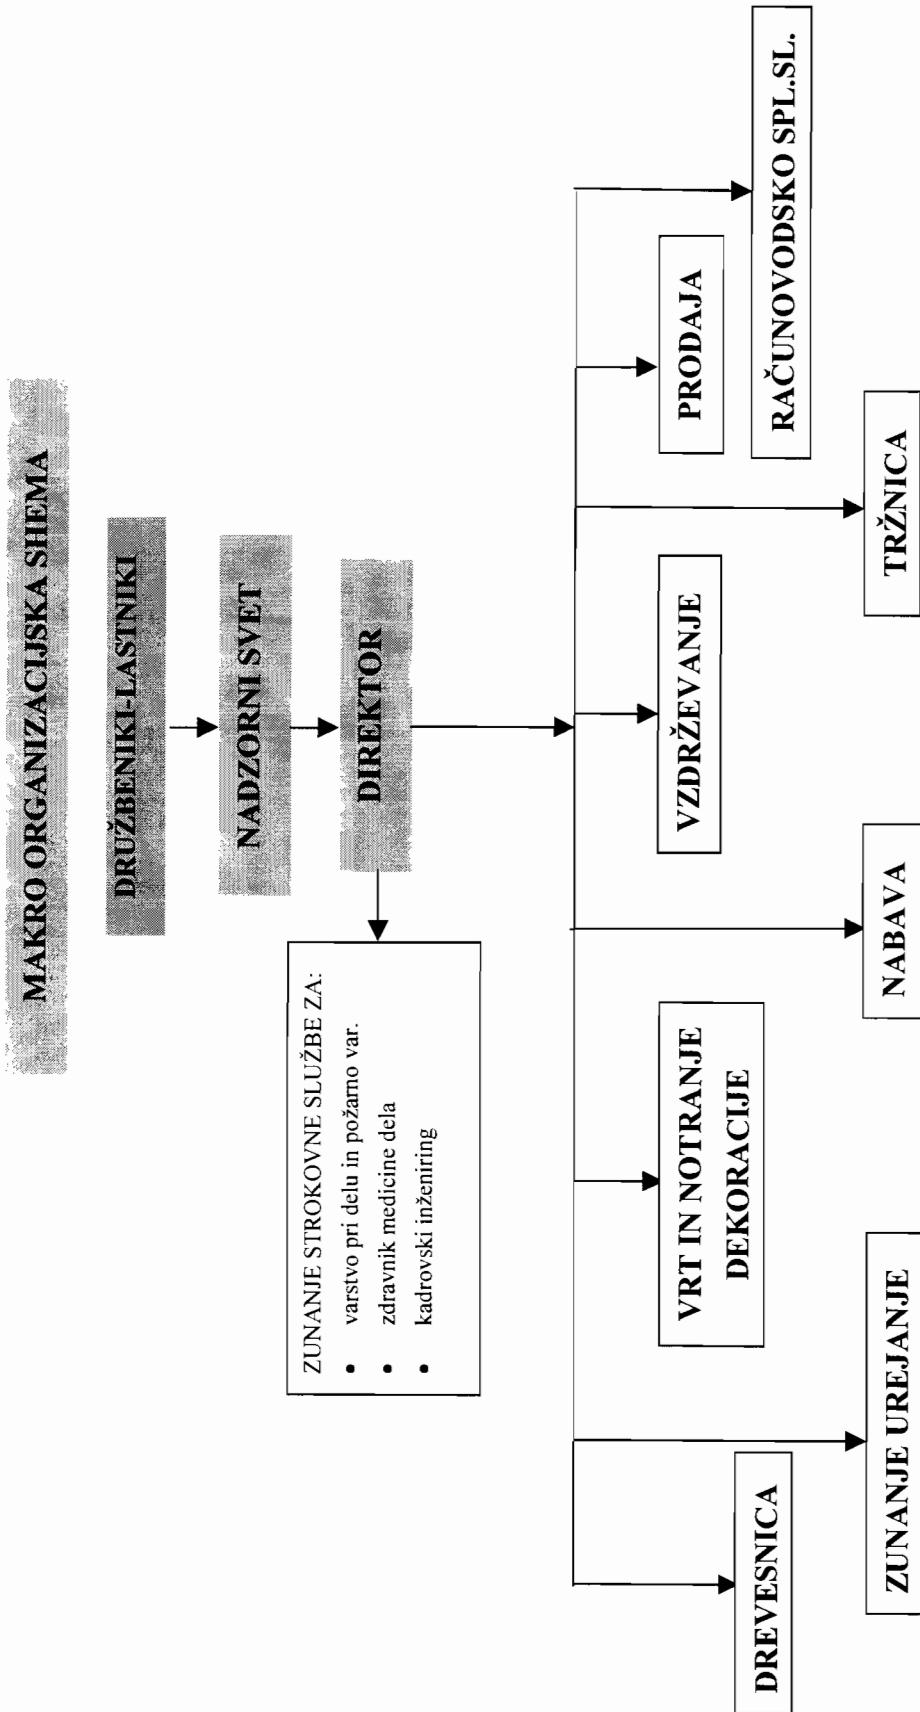 MAKRO ORGANIZACIJSKA SHEMA
DRUŽBENIKI-LASTNIKI
NADZORNI SVET
DIREKTOR
ZUNANJE STROKOVNE SLUŽBE ZA:
• varstvo pri delu in požarno var.
• zdravnik medicine dela
• kadrovski inženiring
DREVESNICA
ZUNANJE UREJANJE
VRT IN NOTRANJE
DEKORACIJE
NABAVA
VZDRŽEVANJE
TRŽNICA
PRODAJA
RAČUNOVODSKO SPL.SL.